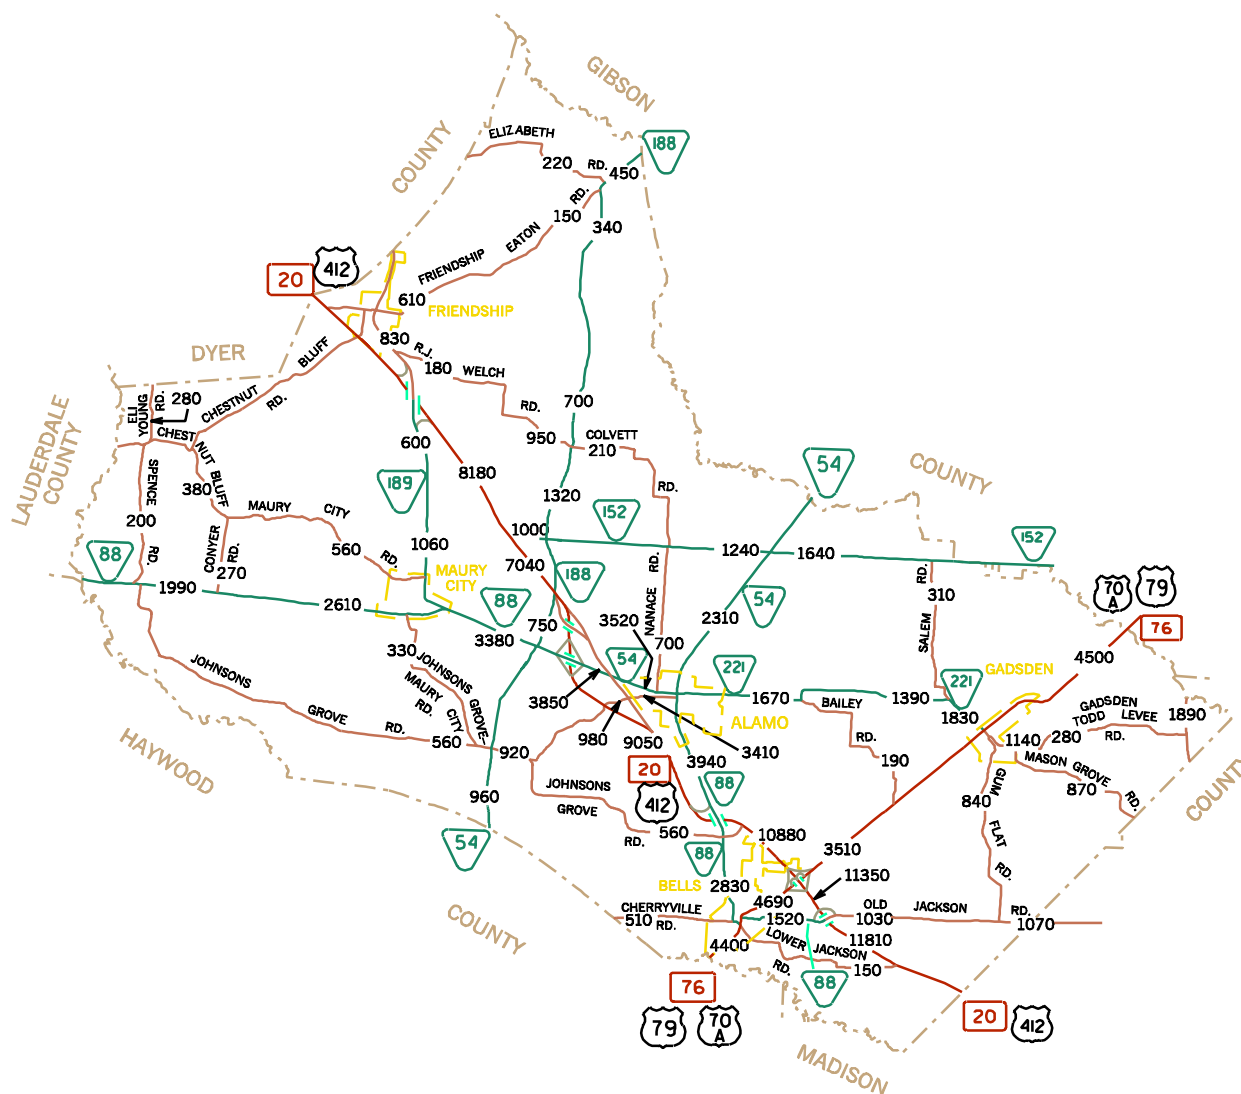 GIBSON
188
ELIZABETH
220
RD.
450
COUNTY
RD.
150
340
EATON
FRIENDSHIP
412
20
610
FRIENDSHIP
830
R.J.
180
WELCH
DYER
BLUFF
CHESTNUT
RD.
280
RD.
ELI
YOUNG
700
RD.
950
COLVETT
210
LAUDERDALE
COUNTY
CHEST
NUT BLUFF
600
8180
54
COUNTY
SPENCE
380
189
RD.
1320
152
MAURY
CITY
200
1000
1060
560
RD.
1240
1640
152
CONYER
RD.
RD.
88
270
1990
7040
MAURY
CITY
188
RD.
NANACE
54
RD.
310
SALEM
70
A
79
76
2610
88
750
3520
2310
3380
700
330
54
221
4500
JOHNSONS
GROVE
MAURY
CITY
RD.
JOHNSONS
GROVE
RD.
560
3850
1670
1390
221
GADSDEN
BAILEY
1830
ALAMO
980
9050
3410
920
GADSDEN
TODD LEVEE
RD.
280
1890
1140
HAYWOOD
RD.
190
MASON GROVE
870
RD.
3940
20
412
88
JOHNSONS
GROVE
RD.
560
960
54
10880
840
GUM
FLAT
RD.
COUNTY
3510
88
11350
BELLS
2830
4690
CHERRYVILLE
510
RD.
1520
OLD
1030
JACKSON
RD.
1070
COUNTY
4400
LOWER JACKSON
RD.
11810
150
76
88
79
70
A
20
412
MADISON